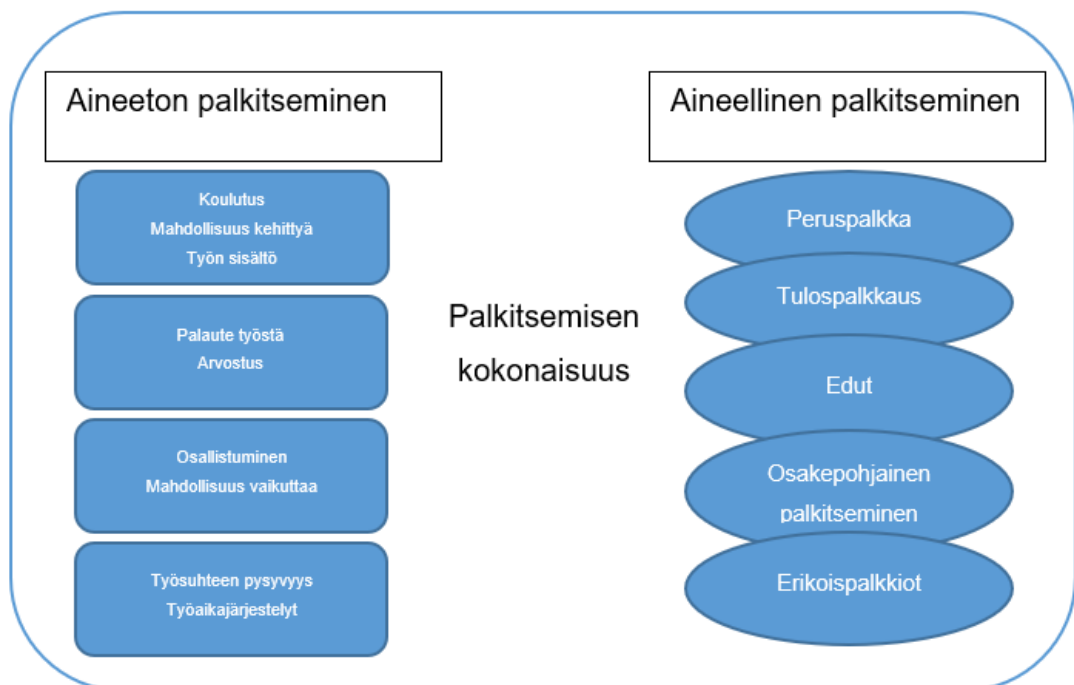 Aineeton palkitseminen
Koulutus
Mahdollisuus kehittyä
Työn sisältö
Palaute työstä
Arvostus
Osallistuminen
Mahdollisuus vaikuttaa
Työsuhteen pysyvyys
Työaikajärjestelyt
Palkitsemisen
kokonaisuus
Aineellinen palkitseminen
Peruspalkka
Tulospalkkaus
Edut
Osakepohjainen
palkitseminen
Erikoispalkkiot